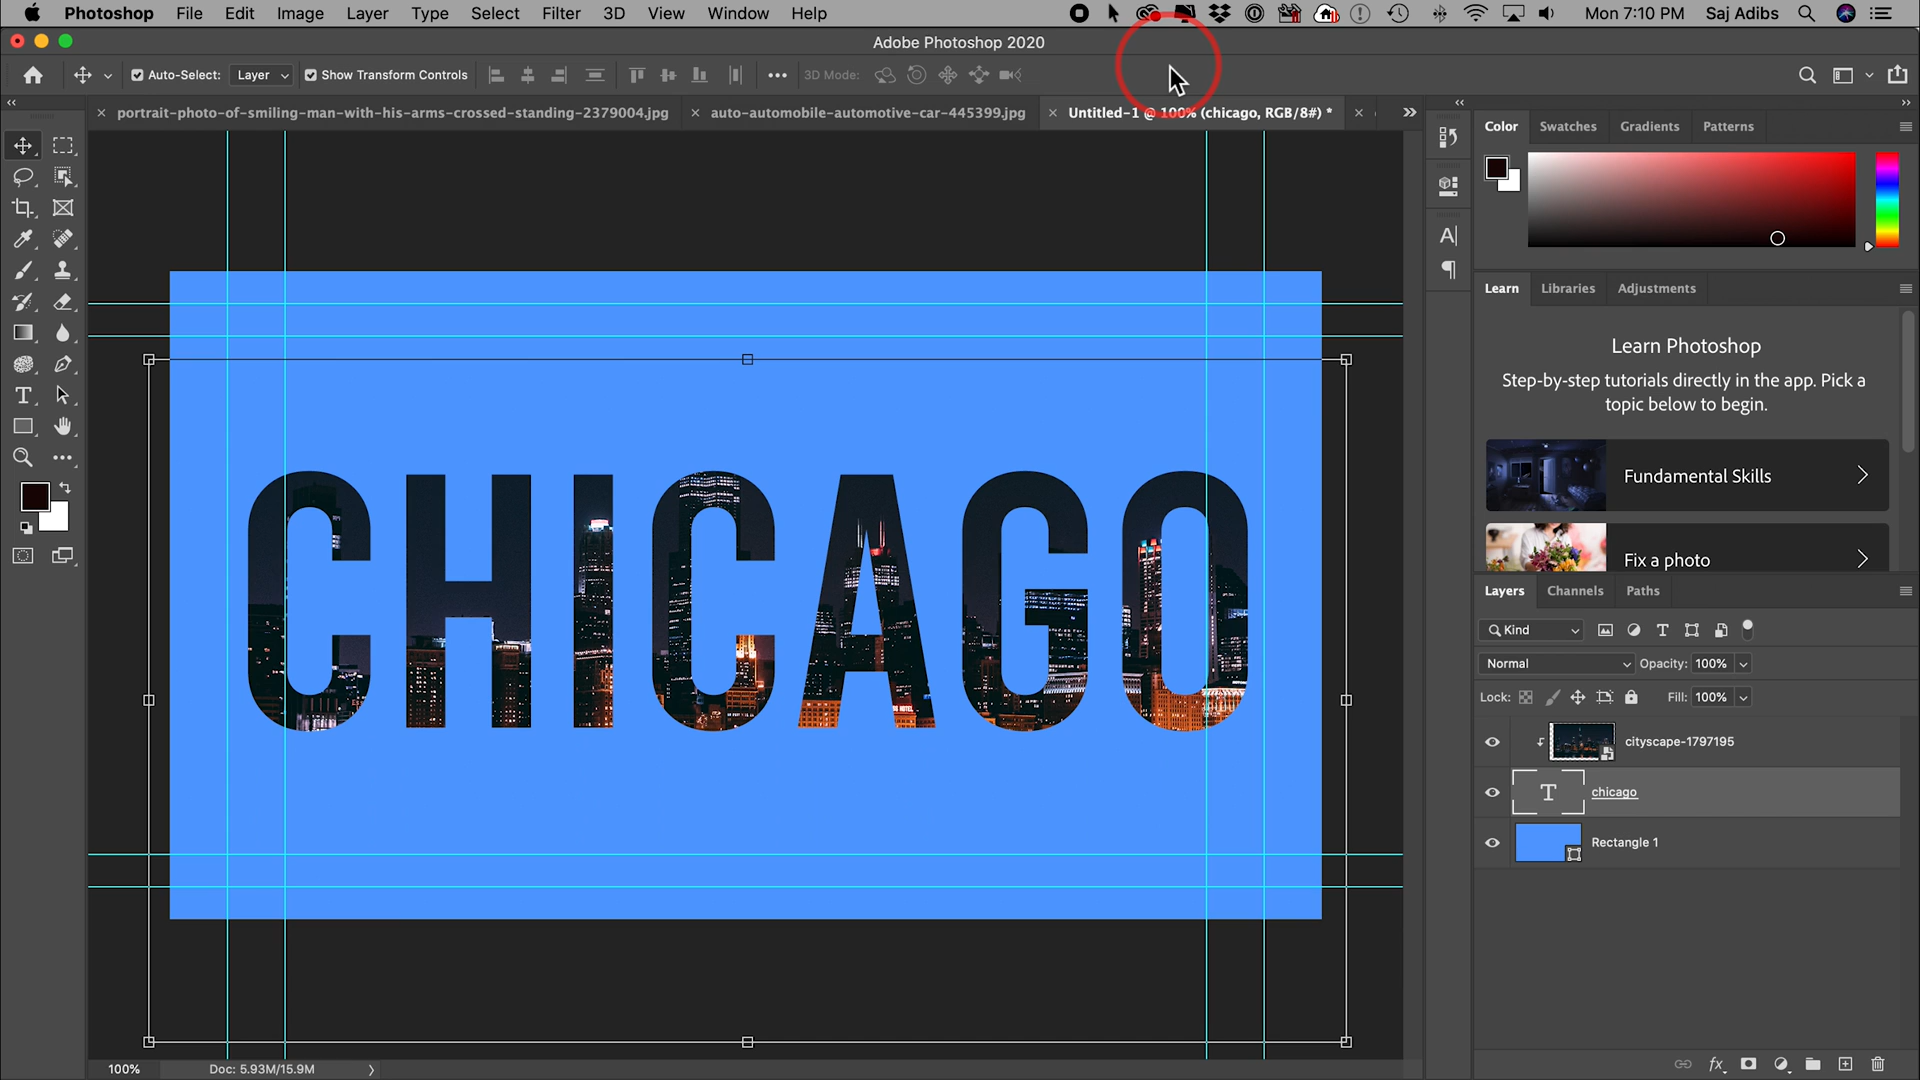 Photoshop File Edit Image Layer Type Select Filter 3D View Window Help Mon 7:10 PM Saj Adibs
Adobe Photoshop 2020
Auto-Select: Layer Show Transform Controls 3D Mode:
portrait-photo-of-smiling-man-with-his-arms-crossed-standing-2379004.jpg auto-automobile-automotive-car-445399.jpg Untitled-1 @ 100% (chicago, RGB/8#) *
Color Swatches Gradients Patterns
Learn Libraries Adjustments
Learn Photoshop
Step-by-step tutorials directly in the app. Pick a
topic below to begin.
Fundamental Skills
Fix a photo
CHICAGO
Layers Channels Paths
Kind
Normal Opacity: 100%
Lock: Fill: 100%
cityscape-1797195
T chicago
Rectangle 1
100% Doc: 5.93M/15.9M